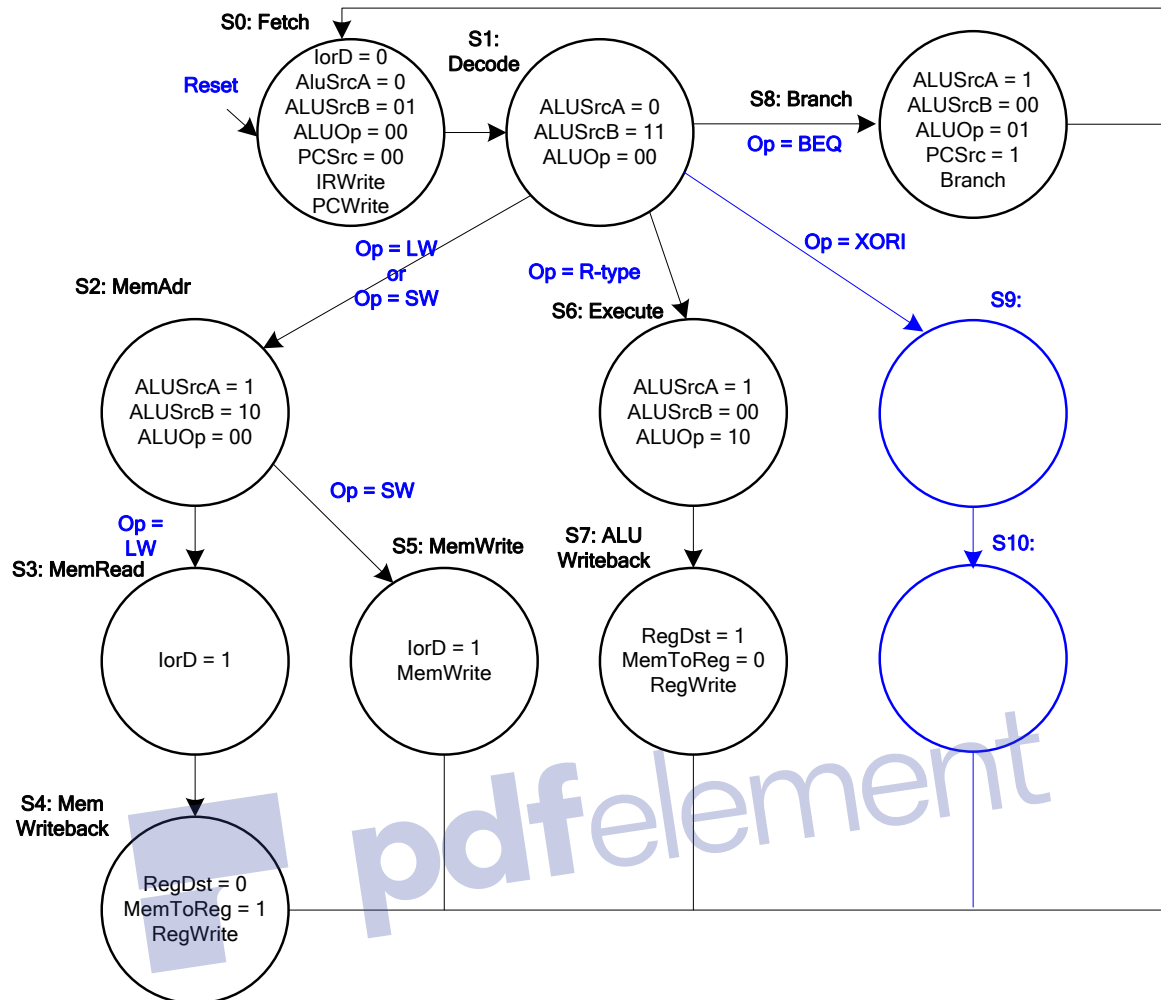 S0: Fetch
IorD = 0
AluSrcA = 0
ALUSrcB = 01
ALUOp = 00
PCSrc = 00
IRWrite
PCWrite
Reset
S1:
Decode
ALUSrcA = 0
ALUSrcB = 11
ALUOp = 00
S8: Branch
Op = BEQ
ALUSrcA = 1
ALUSrcB = 00
ALUOp = 01
PCSrc = 1
Branch
Op = LW
or
Op = SW
Op = R-type
Op = XORI
S2: MemAdr
ALUSrcA = 1
ALUSrcB = 10
ALUOp = 00
S6: Execute
ALUSrcA = 1
ALUSrcB = 00
ALUOp = 10
S9:
Op =
LW
Op = SW
S3: MemRead
IorD = 1
S5: MemWrite
IorD = 1
MemWrite
S7: ALU
Writeback
RegDst = 1
MemToReg = 0
RegWrite
S10:
S4: Mem
Writeback
RegDst = 0
MemToReg = 1
RegWrite
pdfelement